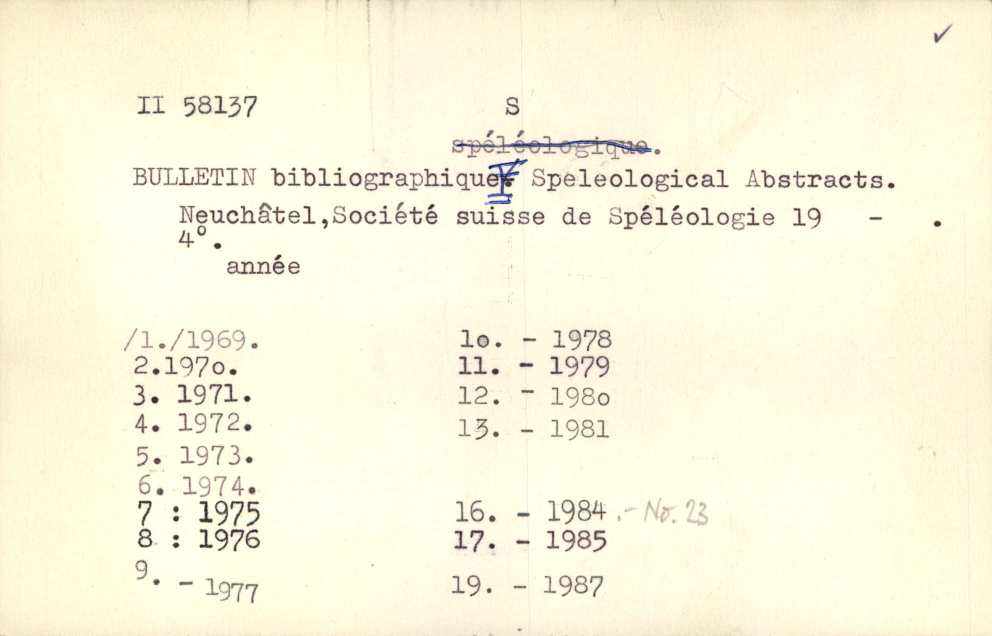 ✓
II 58137 S
spéléologique.
BULLETIN bibliographique. Speleological Abstracts.
Neuchâtel,Société suisse de Spéléologie 19 - .
4°.
année
/1./1969. 1o. - 1978
2.197o. 11. - 1979
3. 1971. 12. - 198o
4. 1972. 13. - 1981
5. 1973.
6. 1974.
7 : 1975 16. - 1984 .- No. 23
8 : 1976 17. - 1985
9. - 1977 19. - 1987